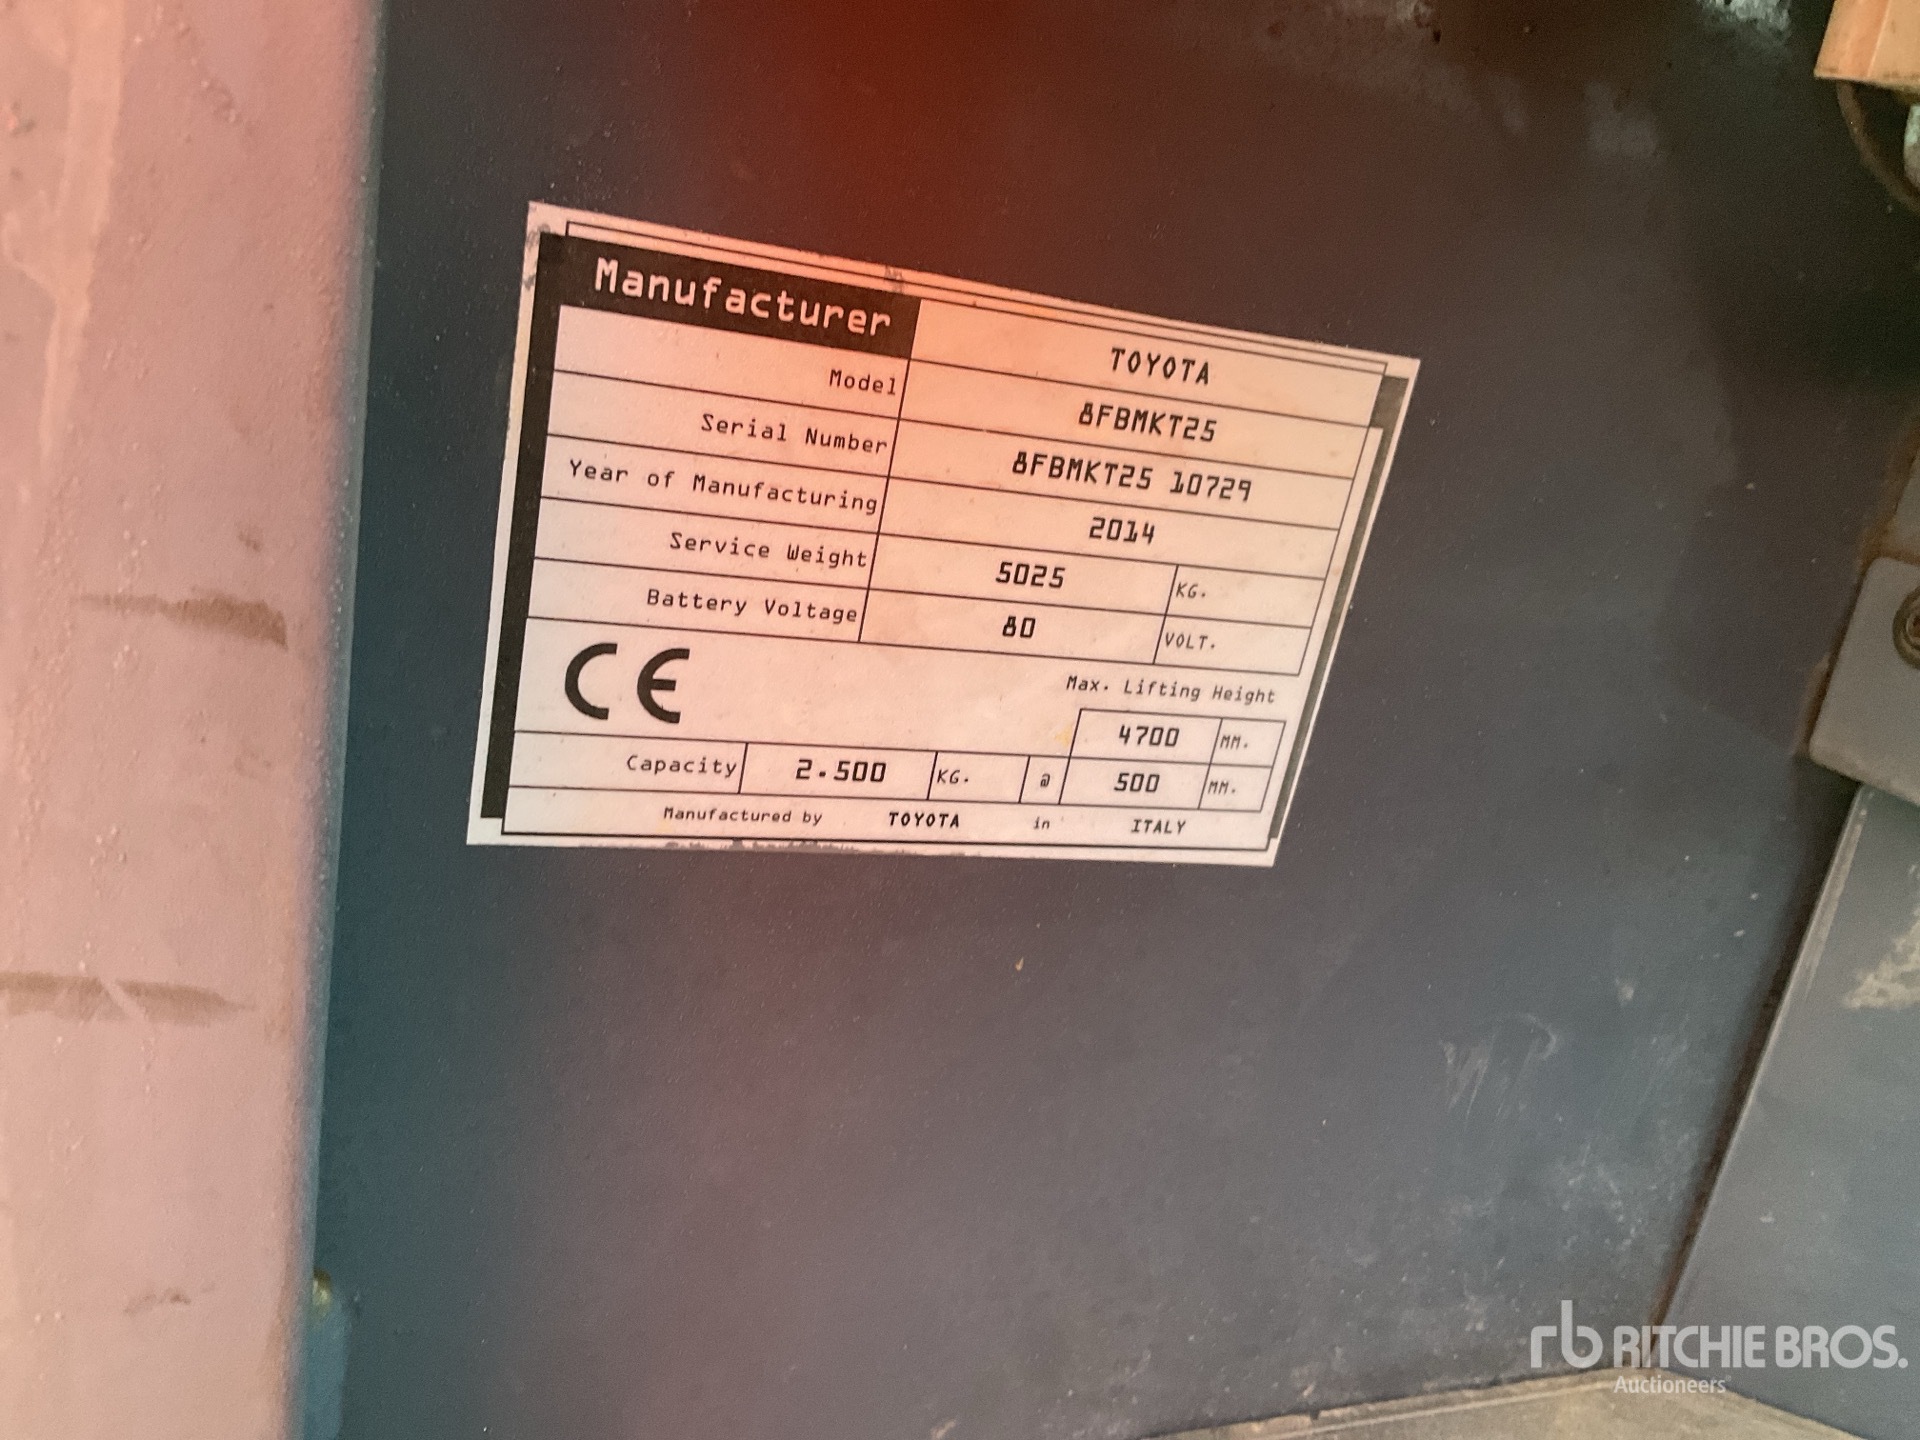 Manufacturer TOYOTA
Model 8FBMKT25
Serial Number 8FBMKT25 10729
Year of Manufacturing 2014
Service Weight 5025 KG.
Battery Voltage 80 VOLT.
CE Max. Lifting Height
4700 MM.
Capacity 2.500 KG. @ 500 MM.
Manufactured by TOYOTA in ITALY
rb RITCHIE BROS.
Auctioneers